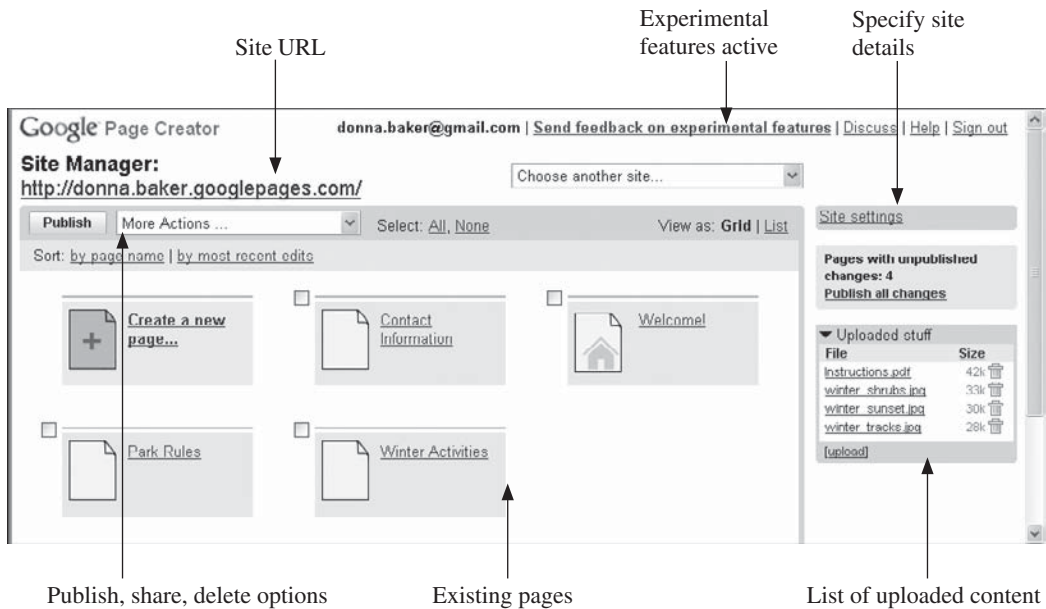 Experimental
features active
Specify site
details
Site URL
Google Page Creator
donna.baker@gmail.com | Send feedback on experimental features | Discuss | Help | Sign out
Site Manager:
http://donna.baker.googlepages.com/
Choose another site...
Publish
More Actions ...
Select: All, None
View as: Grid | List
Sort: by page name | by most recent edits
Create a new
page...
Contact
Information
Welcome!
Park Rules
Winter Activities
Site settings
Pages with unpublished
changes: 4
Publish all changes
Uploaded stuff
File Size
Instructions.pdf 42k
winter_shrubs.jpg 33k
winter_sunset.jpg 30k
winter_tracks.jpg 28k
[upload]
Publish, share, delete options
Existing pages
List of uploaded content